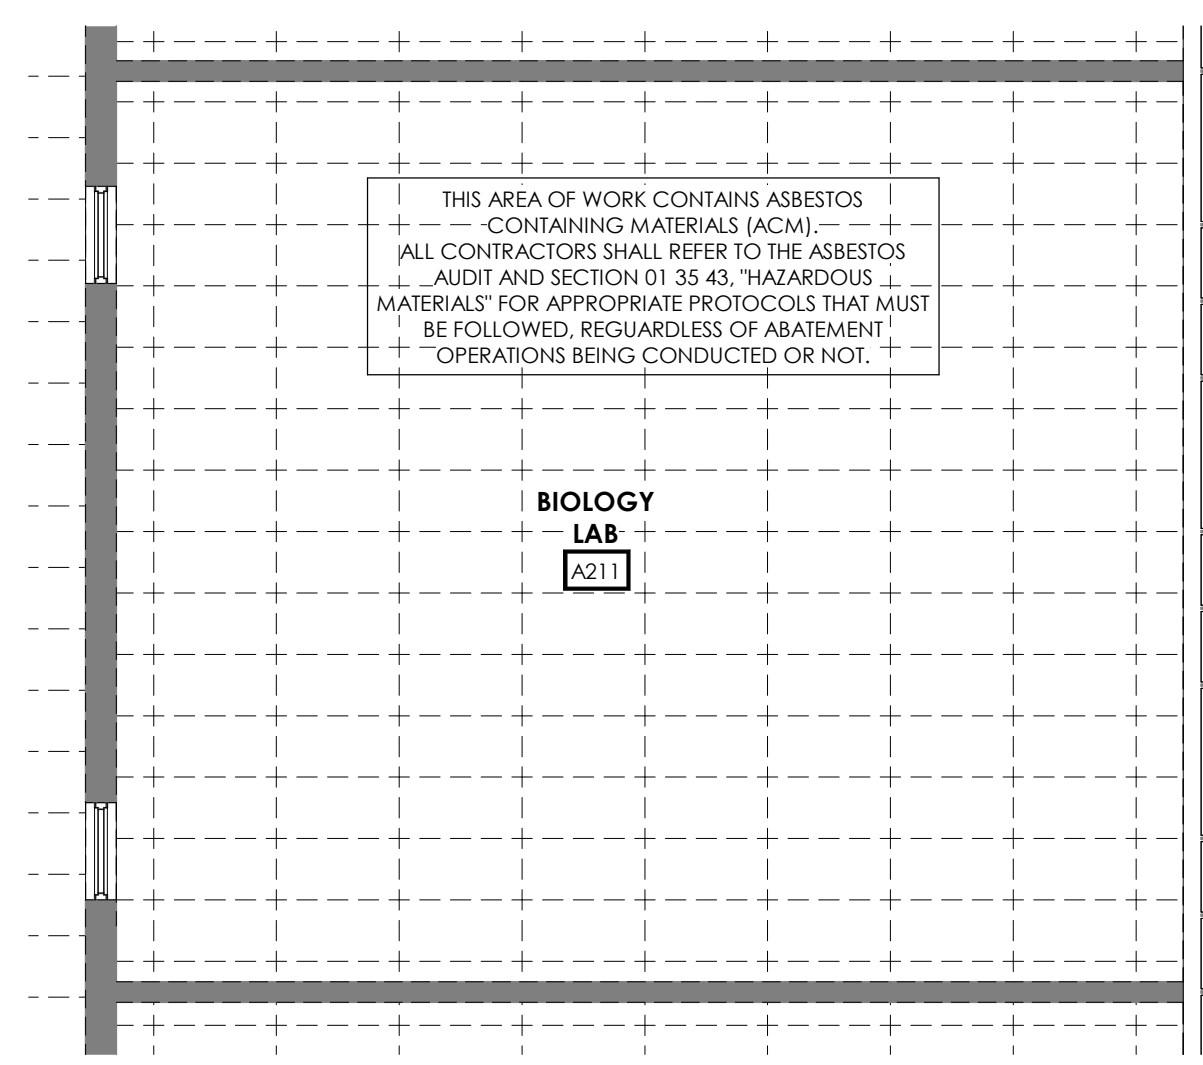 THIS AREA OF WORK CONTAINS ASBESTOS
CONTAINING MATERIALS (ACM).
ALL CONTRACTORS SHALL REFER TO THE ASBESTOS
AUDIT AND SECTION 01 35 43, "HAZARDOUS
MATERIALS" FOR APPROPRIATE PROTOCOLS THAT MUST
BE FOLLOWED, REGUARDLESS OF ABATEMENT
OPERATIONS BEING CONDUCTED OR NOT.
BIOLOGY
LAB
A211